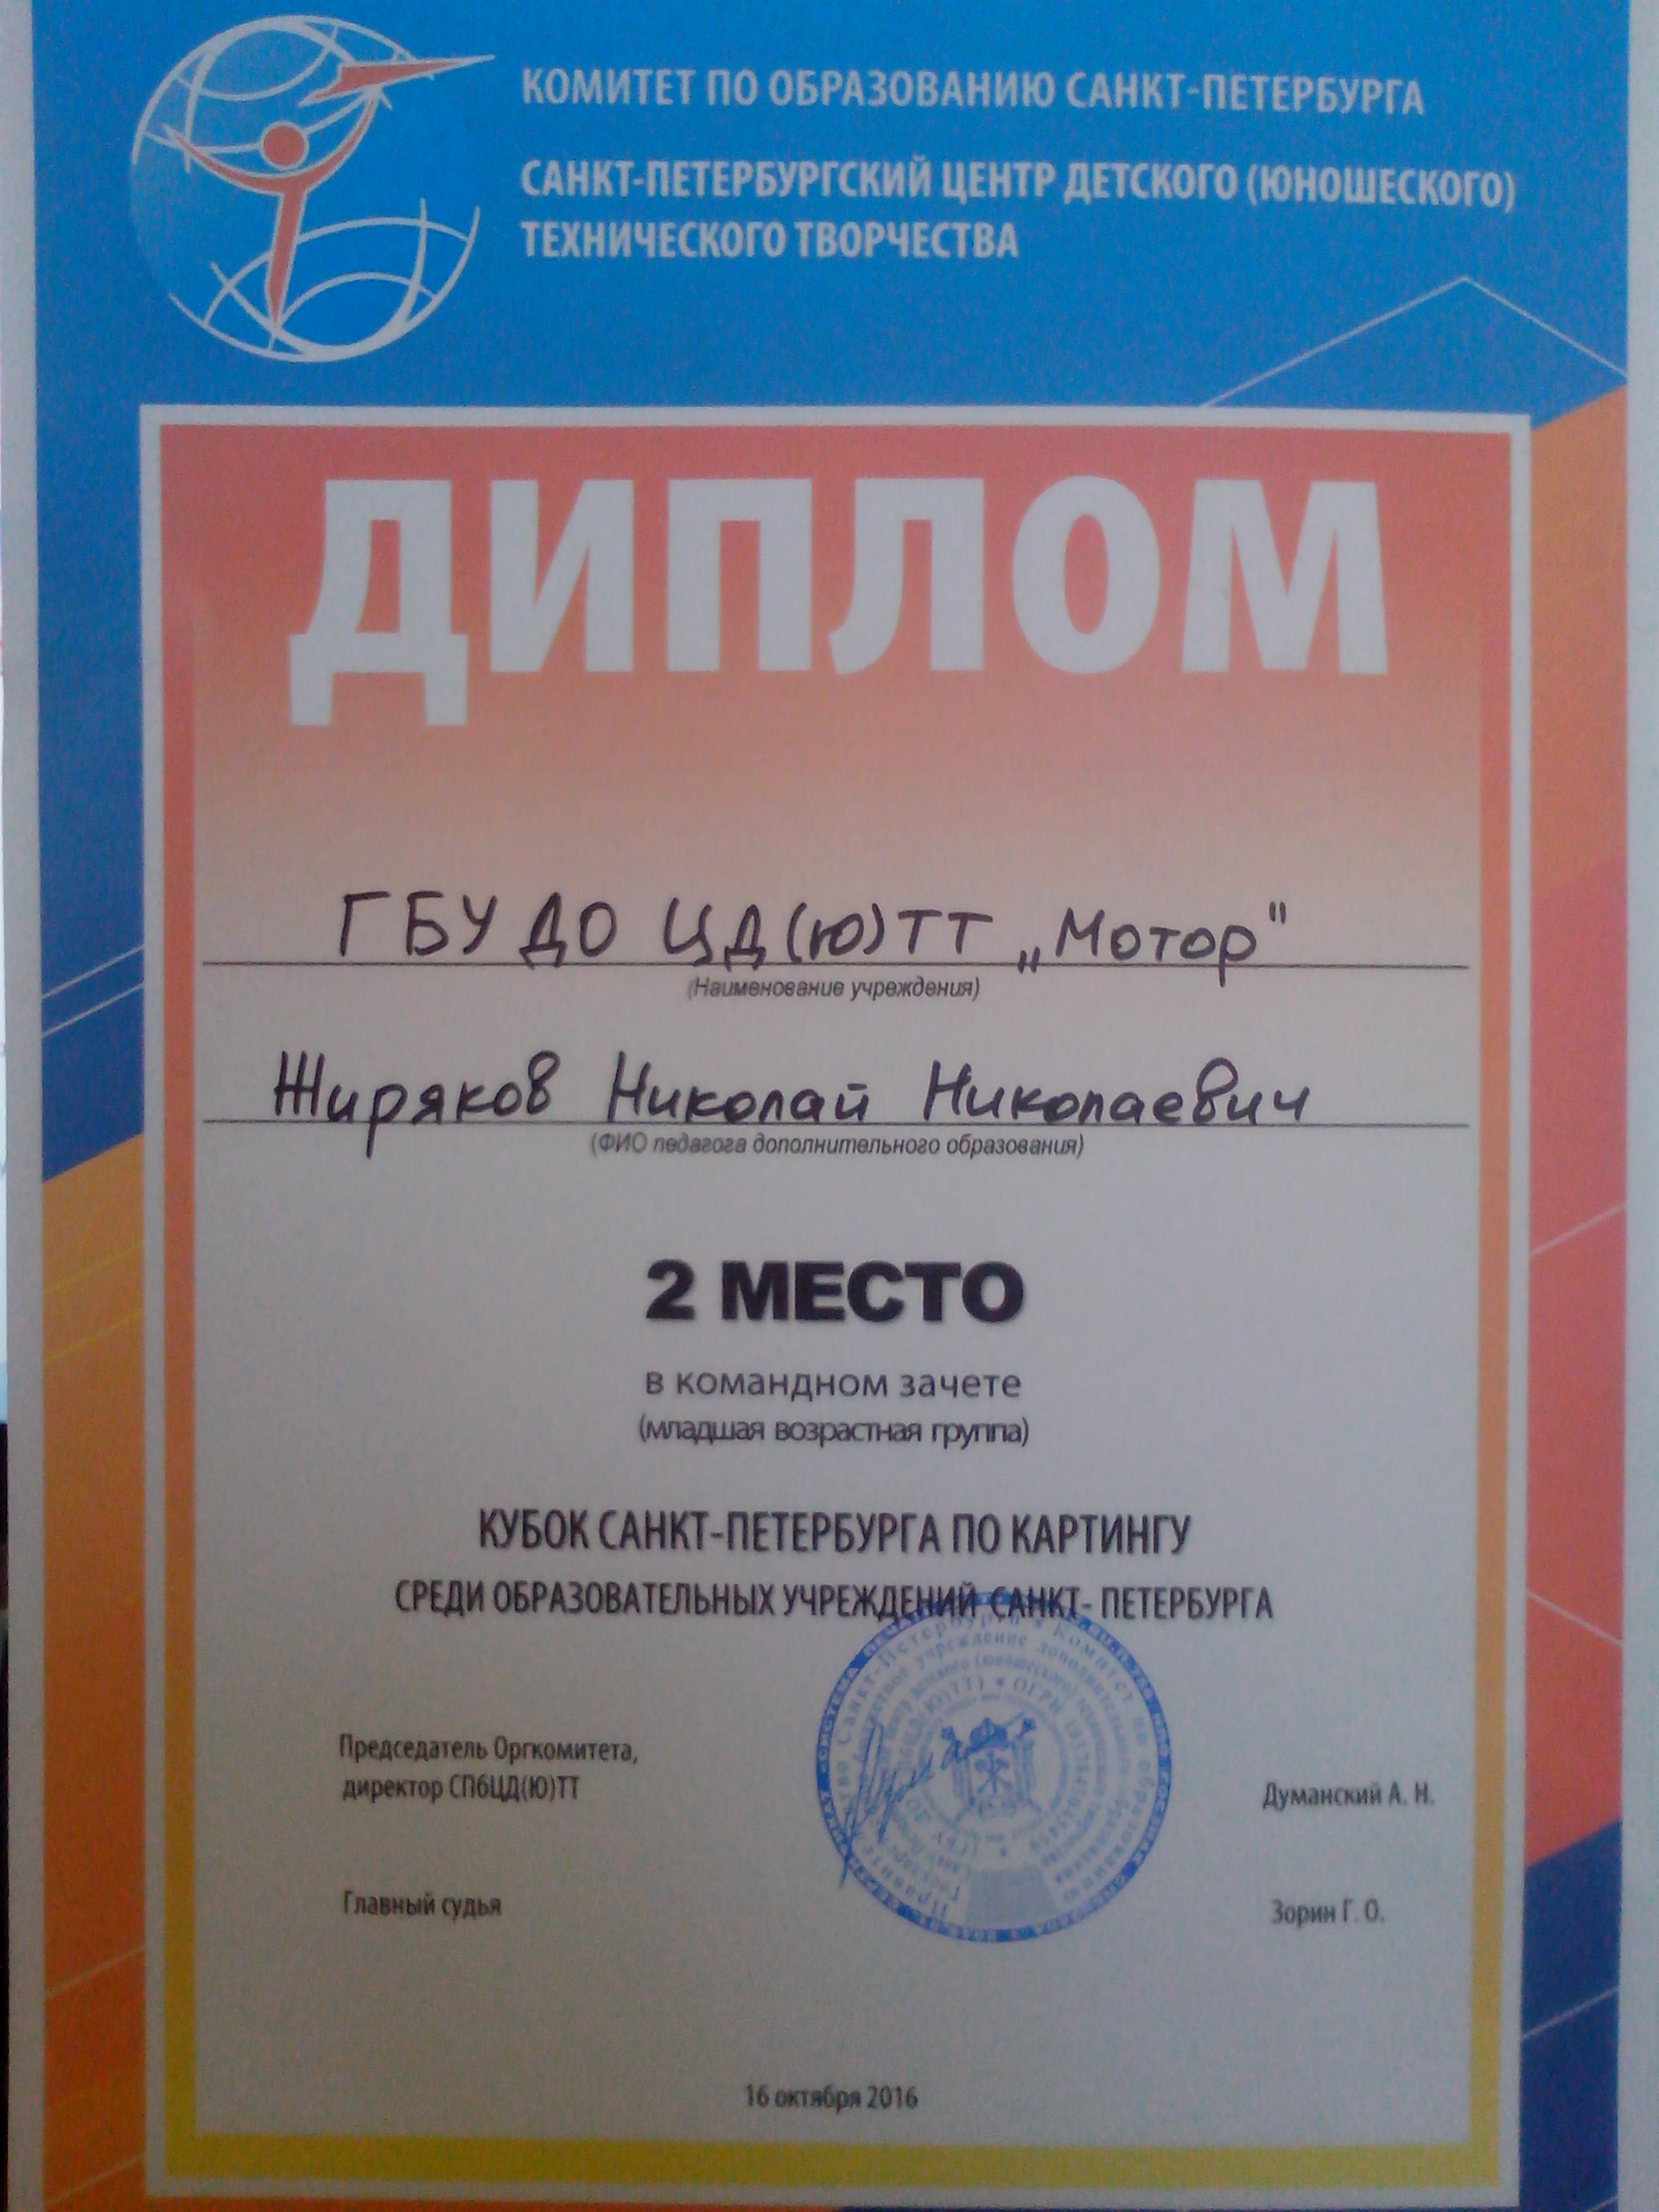 КОМИТЕТ ПО ОБРАЗОВАНИЮ САНКТ-ПЕТЕРБУРГА
САНКТ-ПЕТЕРБУРГСКИЙ ЦЕНТР ДЕТСКОГО (ЮНОШЕСКОГО)
ТЕХНИЧЕСКОГО ТВОРЧЕСТВА
ДИПЛОМ
ГБУ ДО ЦД(Ю)ТТ „Мотор"
(Наименование учреждения)
Жиряков Николай Николаевич
(ФИО педагога дополнительного образования)
2 МЕСТО
в командном зачете
(младшая возрастная группа)
КУБОК САНКТ-ПЕТЕРБУРГА ПО КАРТИНГУ
СРЕДИ ОБРАЗОВАТЕЛЬНЫХ УЧРЕЖДЕНИЙ САНКТ- ПЕТЕРБУРГА
Председатель Оргкомитета,
директор СПбЦД(Ю)ТТ
Думанский А. Н.
Главный судья
Зорин Г. О.
16 октября 2016